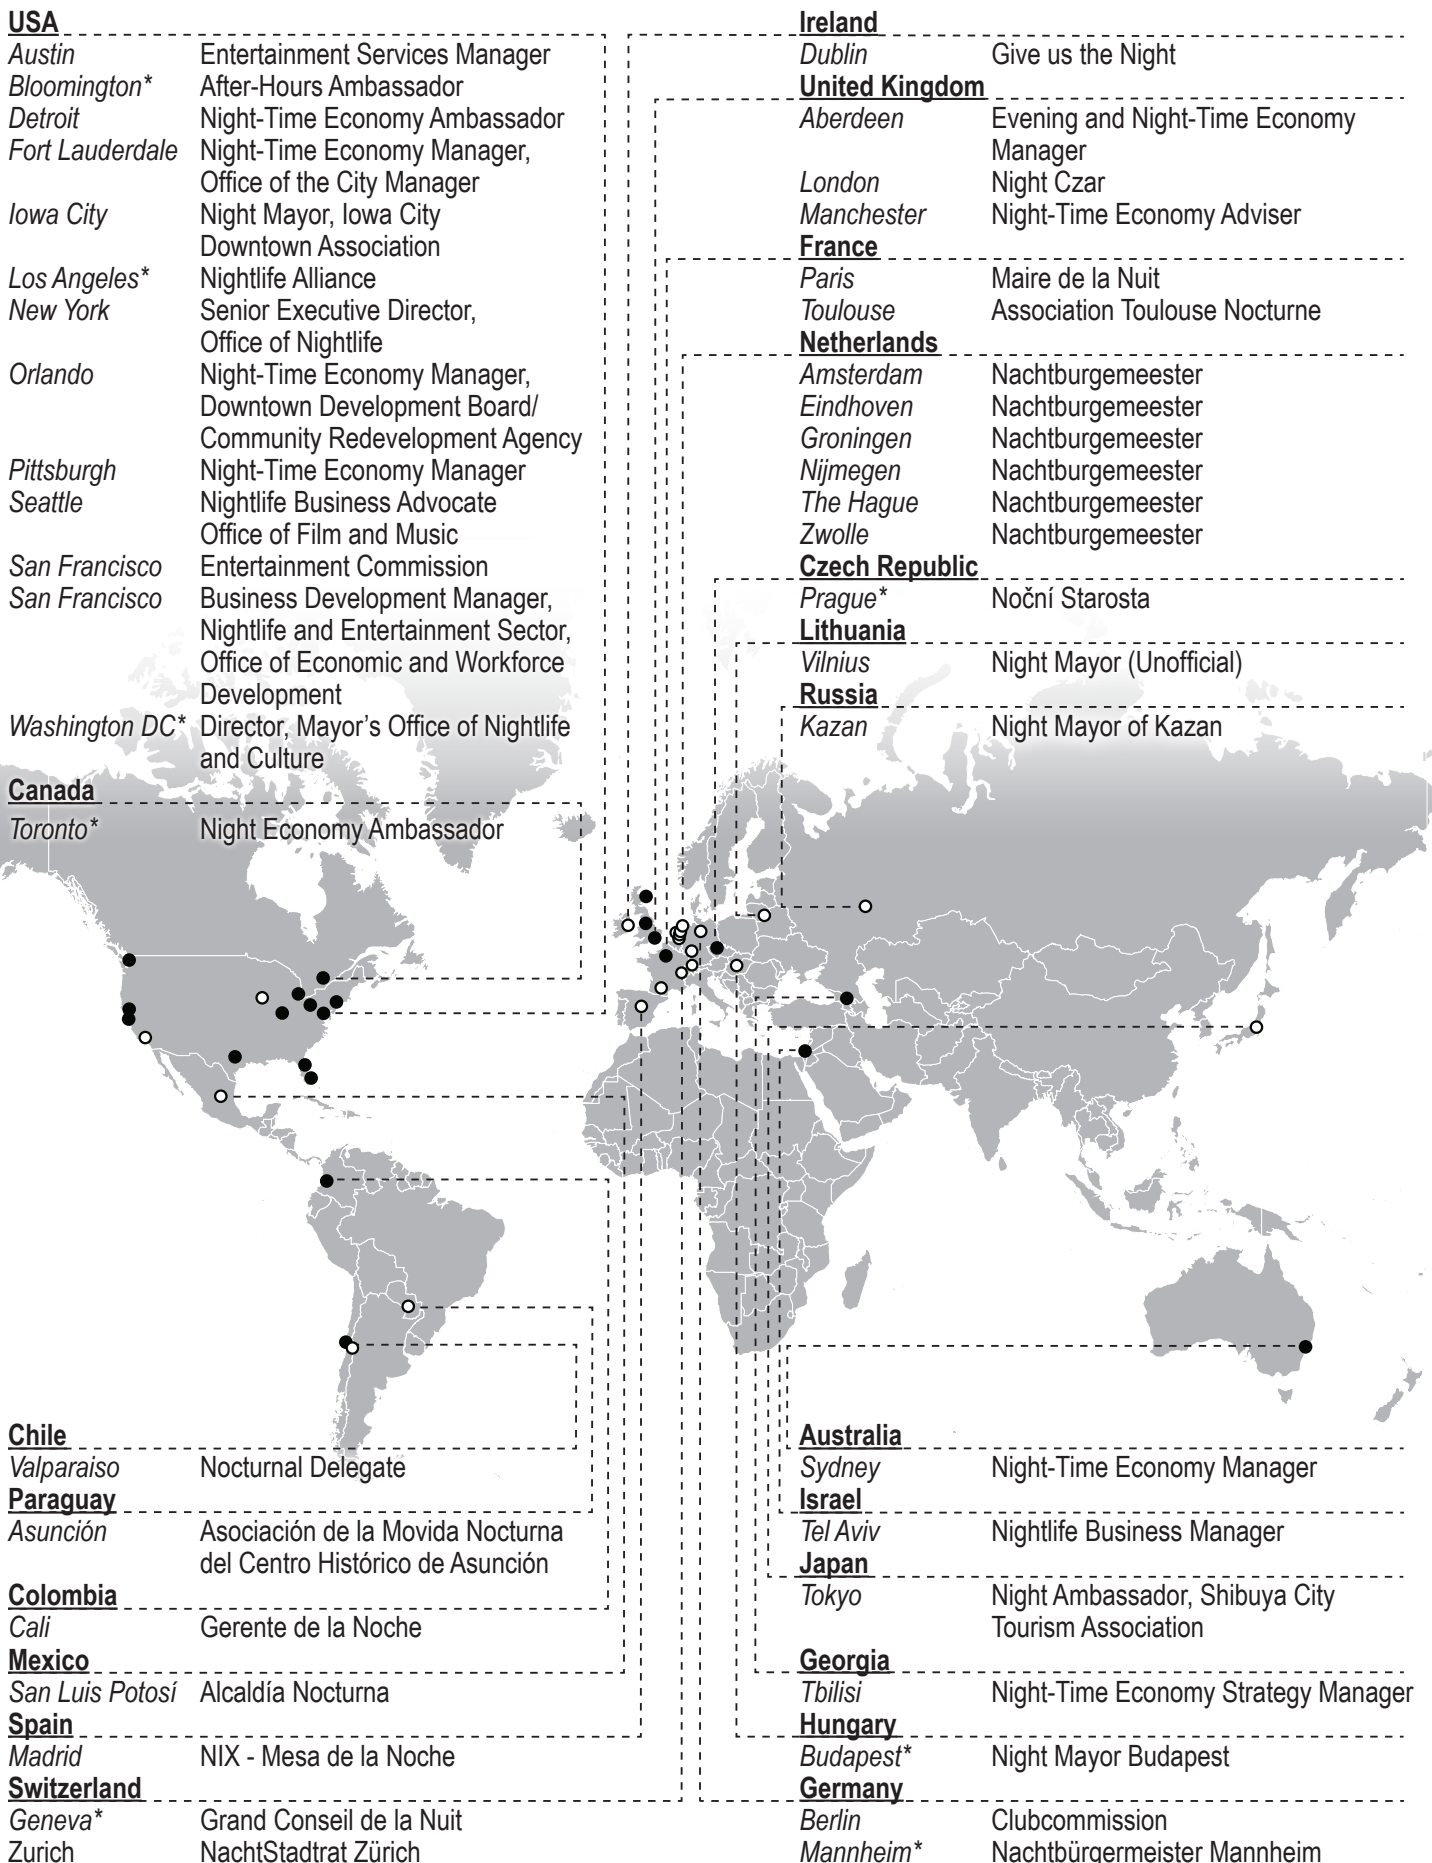 USA
Austin Entertainment Services Manager
Bloomington* After-Hours Ambassador
Detroit Night-Time Economy Ambassador
Fort Lauderdale Night-Time Economy Manager,
Office of the City Manager
Iowa City Night Mayor, Iowa City
Downtown Association
Los Angeles* Nightlife Alliance
New York Senior Executive Director,
Office of Nightlife
Orlando Night-Time Economy Manager,
Downtown Development Board/
Community Redevelopment Agency
Pittsburgh Night-Time Economy Manager
Seattle Nightlife Business Advocate
Office of Film and Music
San Francisco Entertainment Commission
San Francisco Business Development Manager,
Nightlife and Entertainment Sector,
Office of Economic and Workforce
Development
Washington DC* Director, Mayor's Office of Nightlife
and Culture
Canada
Toronto* Night Economy Ambassador
Chile
Valparaiso Nocturnal Delegate
Paraguay
Asunción Asociación de la Movida Nocturna
del Centro Histórico de Asunción
Colombia
Cali Gerente de la Noche
Mexico
San Luis Potosí Alcaldía Nocturna
Spain
Madrid NIX - Mesa de la Noche
Switzerland
Geneva* Grand Conseil de la Nuit
Zurich NachtStadtrat Zürich
Ireland
Dublin Give us the Night
United Kingdom
Aberdeen Evening and Night-Time Economy
Manager
London Night Czar
Manchester Night-Time Economy Adviser
France
Paris Maire de la Nuit
Toulouse Association Toulouse Nocturne
Netherlands
Amsterdam Nachtburgemeester
Eindhoven Nachtburgemeester
Groningen Nachtburgemeester
Nijmegen Nachtburgemeester
The Hague Nachtburgemeester
Zwolle Nachtburgemeester
Czech Republic
Prague* Noční Starosta
Lithuania
Vilnius Night Mayor (Unofficial)
Russia
Kazan Night Mayor of Kazan
Australia
Sydney Night-Time Economy Manager
Israel
Tel Aviv Nightlife Business Manager
Japan
Tokyo Night Ambassador, Shibuya City
Tourism Association
Georgia
Tbilisi Night-Time Economy Strategy Manager
Hungary
Budapest* Night Mayor Budapest
Germany
Berlin Clubcommission
Mannheim* Nachtbürgermeister Mannheim